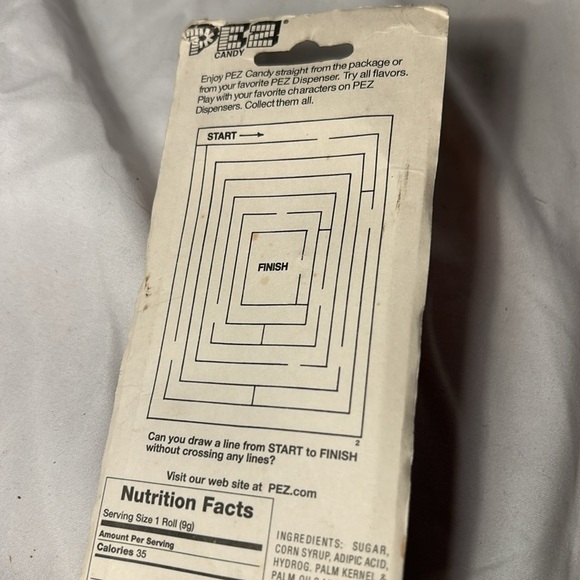 PEZ
CANDY
Enjoy PEZ Candy straight from the package or
from your favorite PEZ Dispenser. Try all flavors.
Play with your favorite characters on PEZ
Dispensers. Collect them all.
START
FINISH
2
Can you draw a line from START to FINISH
without crossing any lines?
Visit our web site at PEZ.com
Nutrition Facts
Serving Size 1 Roll (9g)
Amount Per Serving
Calories 35
INGREDIENTS: SUGAR,
CORN SYRUP, ADIPIC ACID,
HYDROG. PALM KERNEL &
PALM